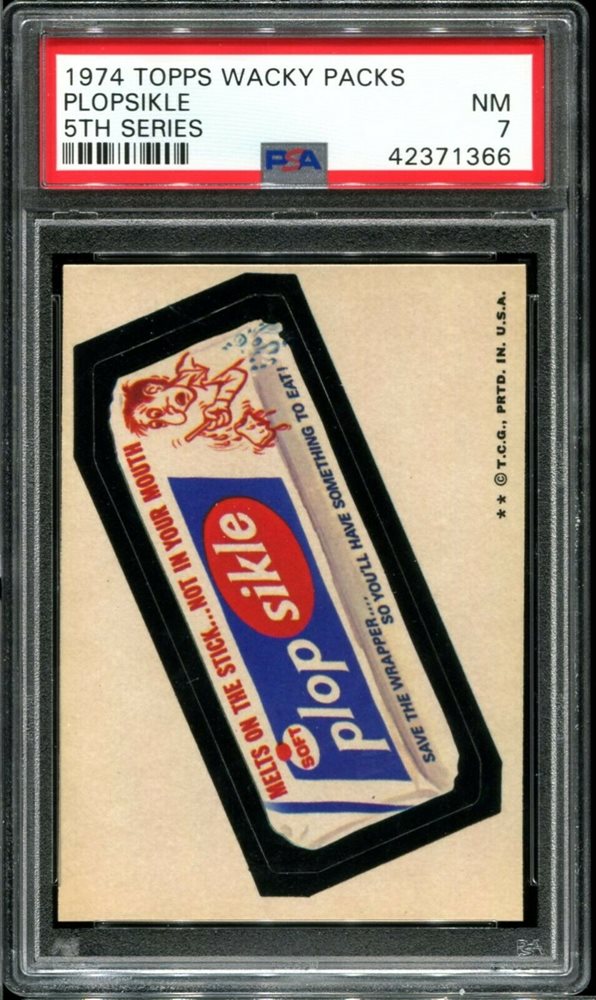 1974 TOPPS WACKY PACKS
PLOPSIKLE
NM
5TH SERIES
7
PSA
42371366
★★ © T.C.G., PRTD. IN. U.S.A.
MELTS ON THE STICK...NOT IN YOUR MOUTH
SOFT
plop sikle
SAVE THE WRAPPER....
SO YOU'LL HAVE SOMETHING TO EAT!
PSA